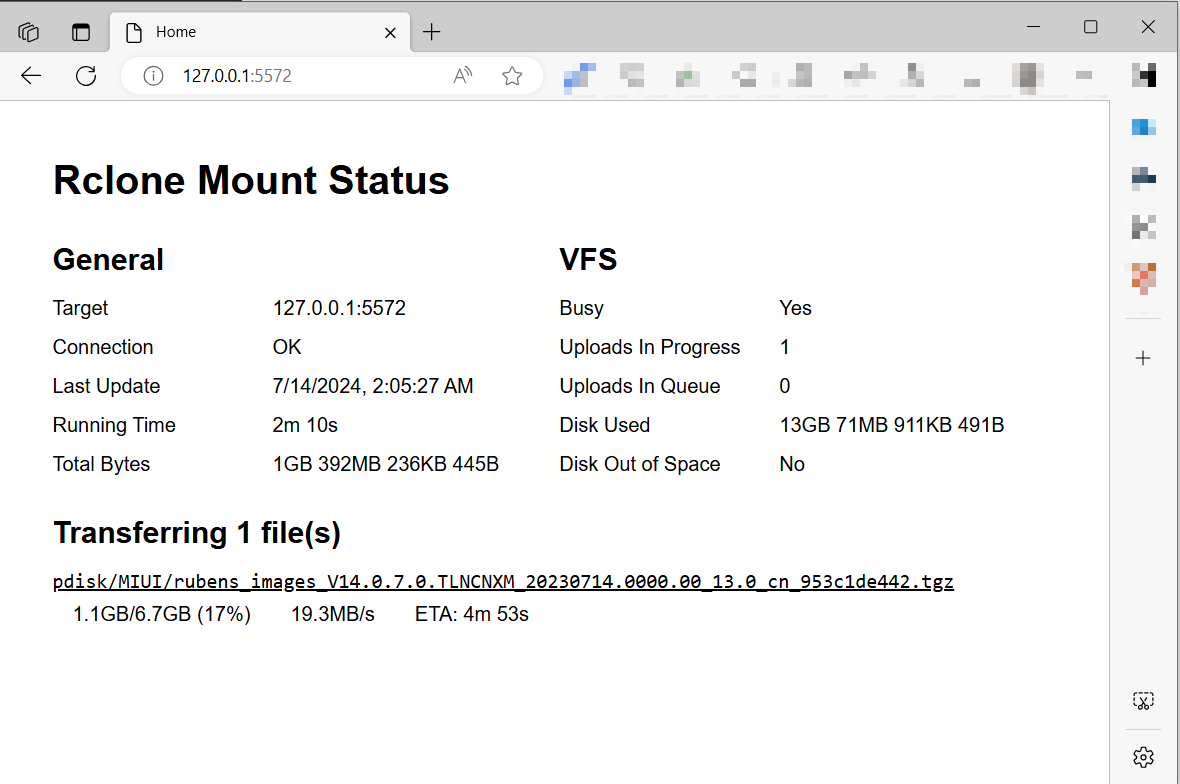 Home
127.0.0.1:5572
Rclone Mount Status
General
Target 127.0.0.1:5572
Connection OK
Last Update 7/14/2024, 2:05:27 AM
Running Time 2m 10s
Total Bytes 1GB 392MB 236KB 445B
VFS
Busy Yes
Uploads In Progress 1
Uploads In Queue 0
Disk Used 13GB 71MB 911KB 491B
Disk Out of Space No
Transferring 1 file(s)
pdisk/MIUI/rubens_images_V14.0.7.0.TLNCNXM_20230714.0000.00_13.0_cn_953c1de442.tgz
1.1GB/6.7GB (17%) 19.3MB/s ETA: 4m 53s